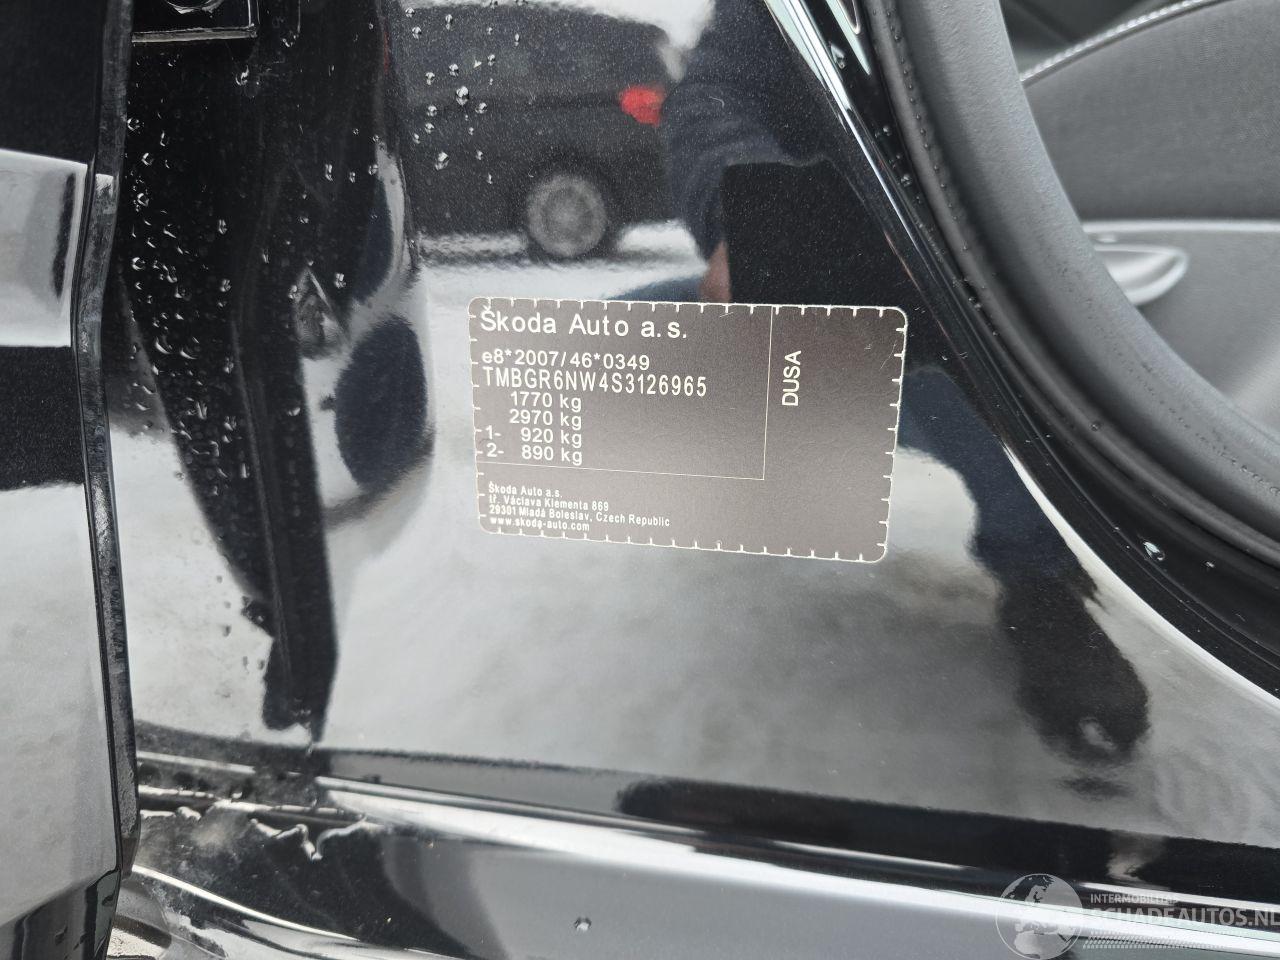 Škoda Auto a.s.
e8*2007/46*0349
TMBGR6NW4S3126965
1770 kg
2970 kg
1- 920 kg
2- 890 kg
DUSA
Škoda Auto a.s.
tř. Václava Klementa 869
29301 Mladá Boleslav, Czech Republic
www.skoda-auto.com
INTERMOBILTY
SCHADEAUTOS.NL